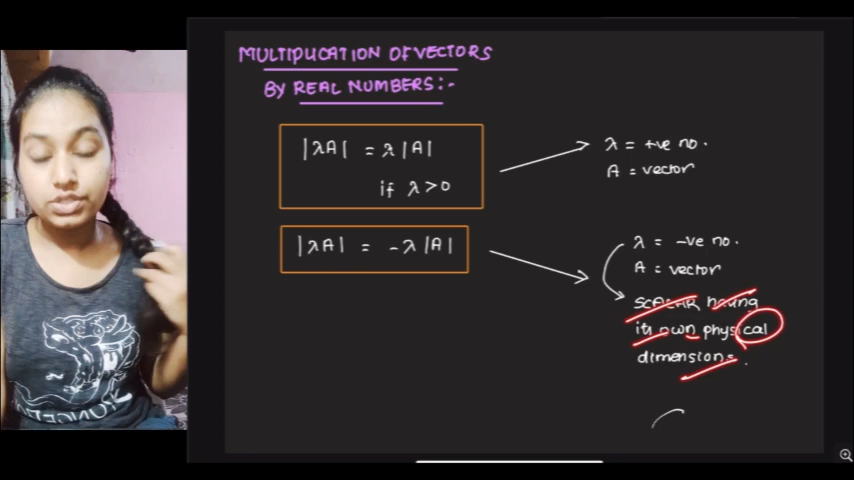 MULTIPLICATION OF VECTORS
BY REAL NUMBERS:-
|λA| = λ|A|
if λ>0
λ = +ve no.
A = vector
|λA| = -λ|A|
λ = -ve no.
A = vector
SCALAR having
its own physical
dimensions.